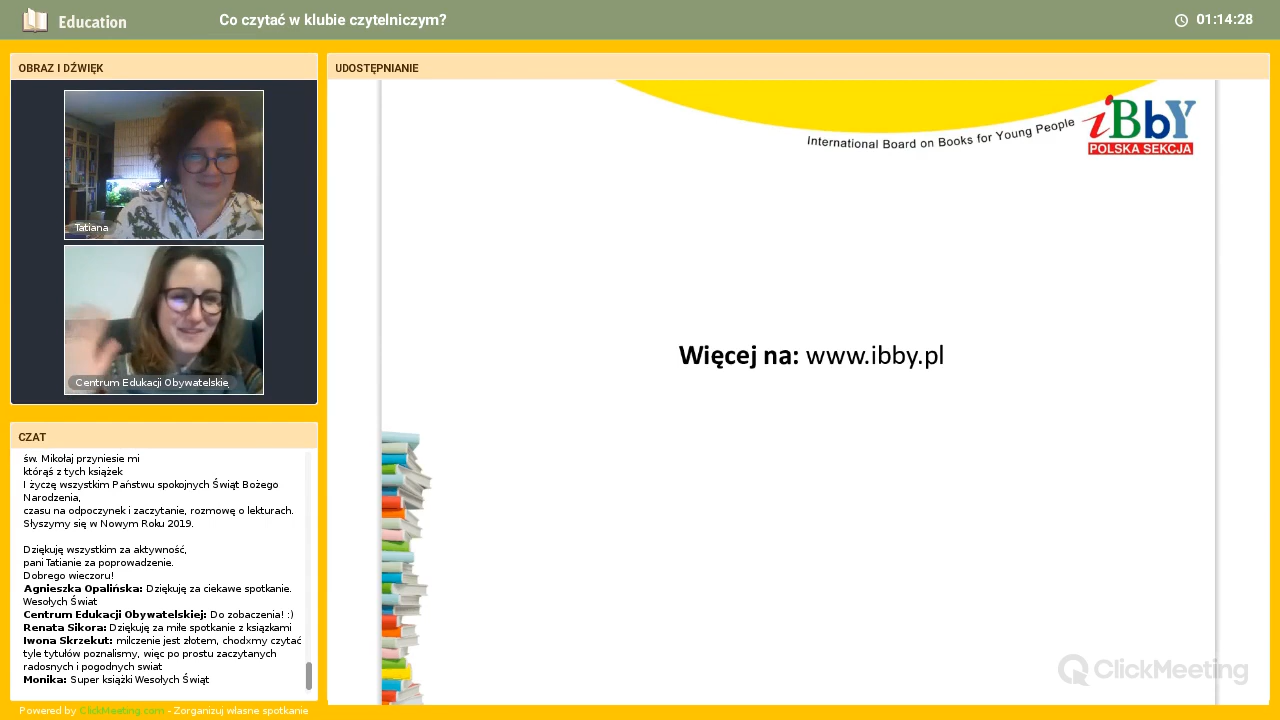 Education
Co czytać w klubie czytelniczym?
01:14:28
OBRAZ I DŹWIĘK
Tatiana
Centrum Edukacji Obywatelskie
CZAT
św. Mikołaj przyniesie mi
którąś z tych książek
I życzę wszystkim Państwu spokojnych Świąt Bożego
Narodzenia,
czasu na odpoczynek i zaczytanie, rozmowę o lekturach.
Słyszymy się w Nowym Roku 2019.
Dziękuję wszystkim za aktywność,
pani Tatianie za poprowadzenie.
Dobrego wieczoru!
Agnieszka Opalińska: Dziękuję za ciekawe spotkanie.
Wesołych Świat
Centrum Edukacji Obywatelskiej: Do zobaczenia! :)
Renata Sikora: Dziękuję za miłe spotkanie z ksiązkami
Iwona Skrzekut: milczenie jest złotem, chodxmy czytać
tyle tytułów poznalismy, więc po prostu zaczytanych
radosnych i pogodnych swiat
Monika: Super książki Wesołych Śwıąt
Powered by ClickMeeting.com - Zorganizuj własne spotkanie
UDOSTĘPNIANIE
International Board on Books for Young People
iBbY
POLSKA SEKCJA
Więcej na: www.ibby.pl
ClickMeeting